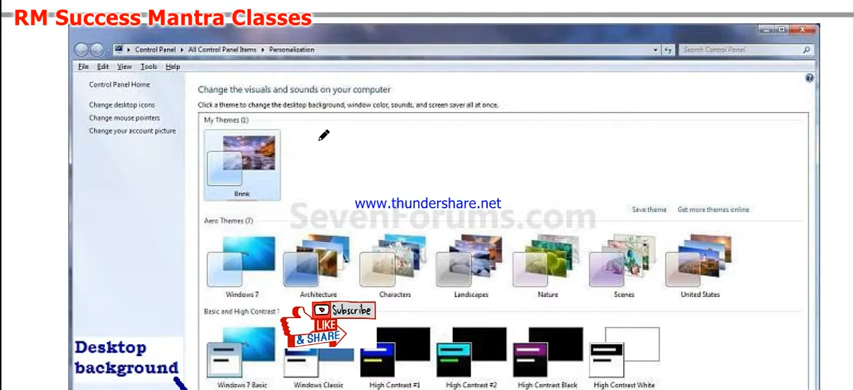 RM Success Mantra Classes
Control Panel All Control Panel Items Personalization
Search Control Panel
File Edit View Tools Help
Control Panel Home
Change desktop icons
Change mouse pointers
Change your account picture
Change the visuals and sounds on your computer
Click a theme to change the desktop background, window color, sounds, and screen saver all at once.
My Themes (1)
Brink
www.thundershare.net
SevenForums.com
Save theme Get more themes online
Aero Themes (7)
Windows 7 Architecture Characters Landscapes Nature Scenes United States
Basic and High Contrast
Subscribe
LIKE
& SHARE
Desktop
background
Windows 7 Basic Windows Classic High Contrast #1 High Contrast #2 High Contrast Black High Contrast White